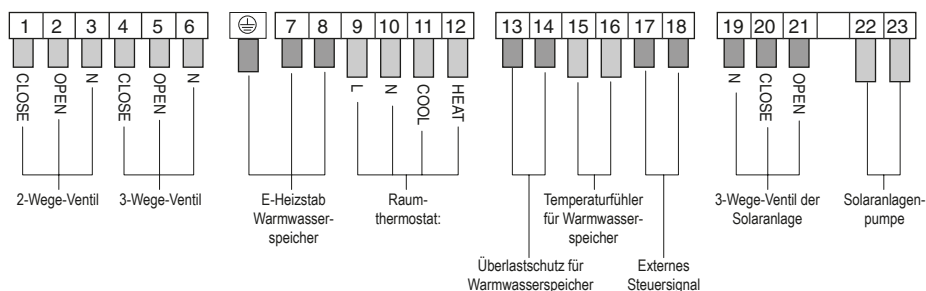 1 2 3 4 5 6 7 8 9 10 11 12 13 14 15 16 17 18 19 20 21 22 23
CLOSE OPEN N CLOSE OPEN N L N COOL HEAT N CLOSE OPEN
2-Wege-Ventil
3-Wege-Ventil
E-Heizstab
Warmwasser-
speicher
Raum-
thermostat:
Temperaturfühler
für Warmwasser-
speicher
3-Wege-Ventil der
Solaranlage
Solaranlagen-
pumpe
Überlastschutz für
Warmwasserspeicher
Externes
Steuersignal